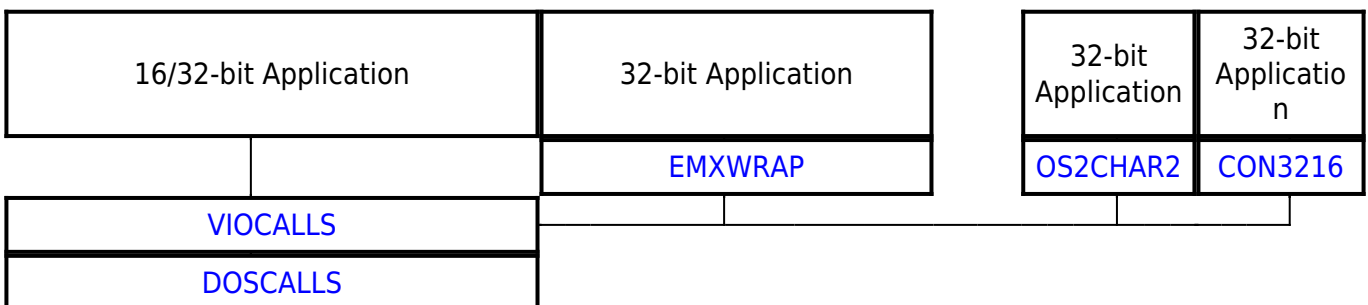 16/32-bit Application
32-bit Application
32-bit
Application
32-bit
Applicatio
n
EMXWRAP
OS2CHAR2
CON3216
VIOCALLS
DOSCALLS